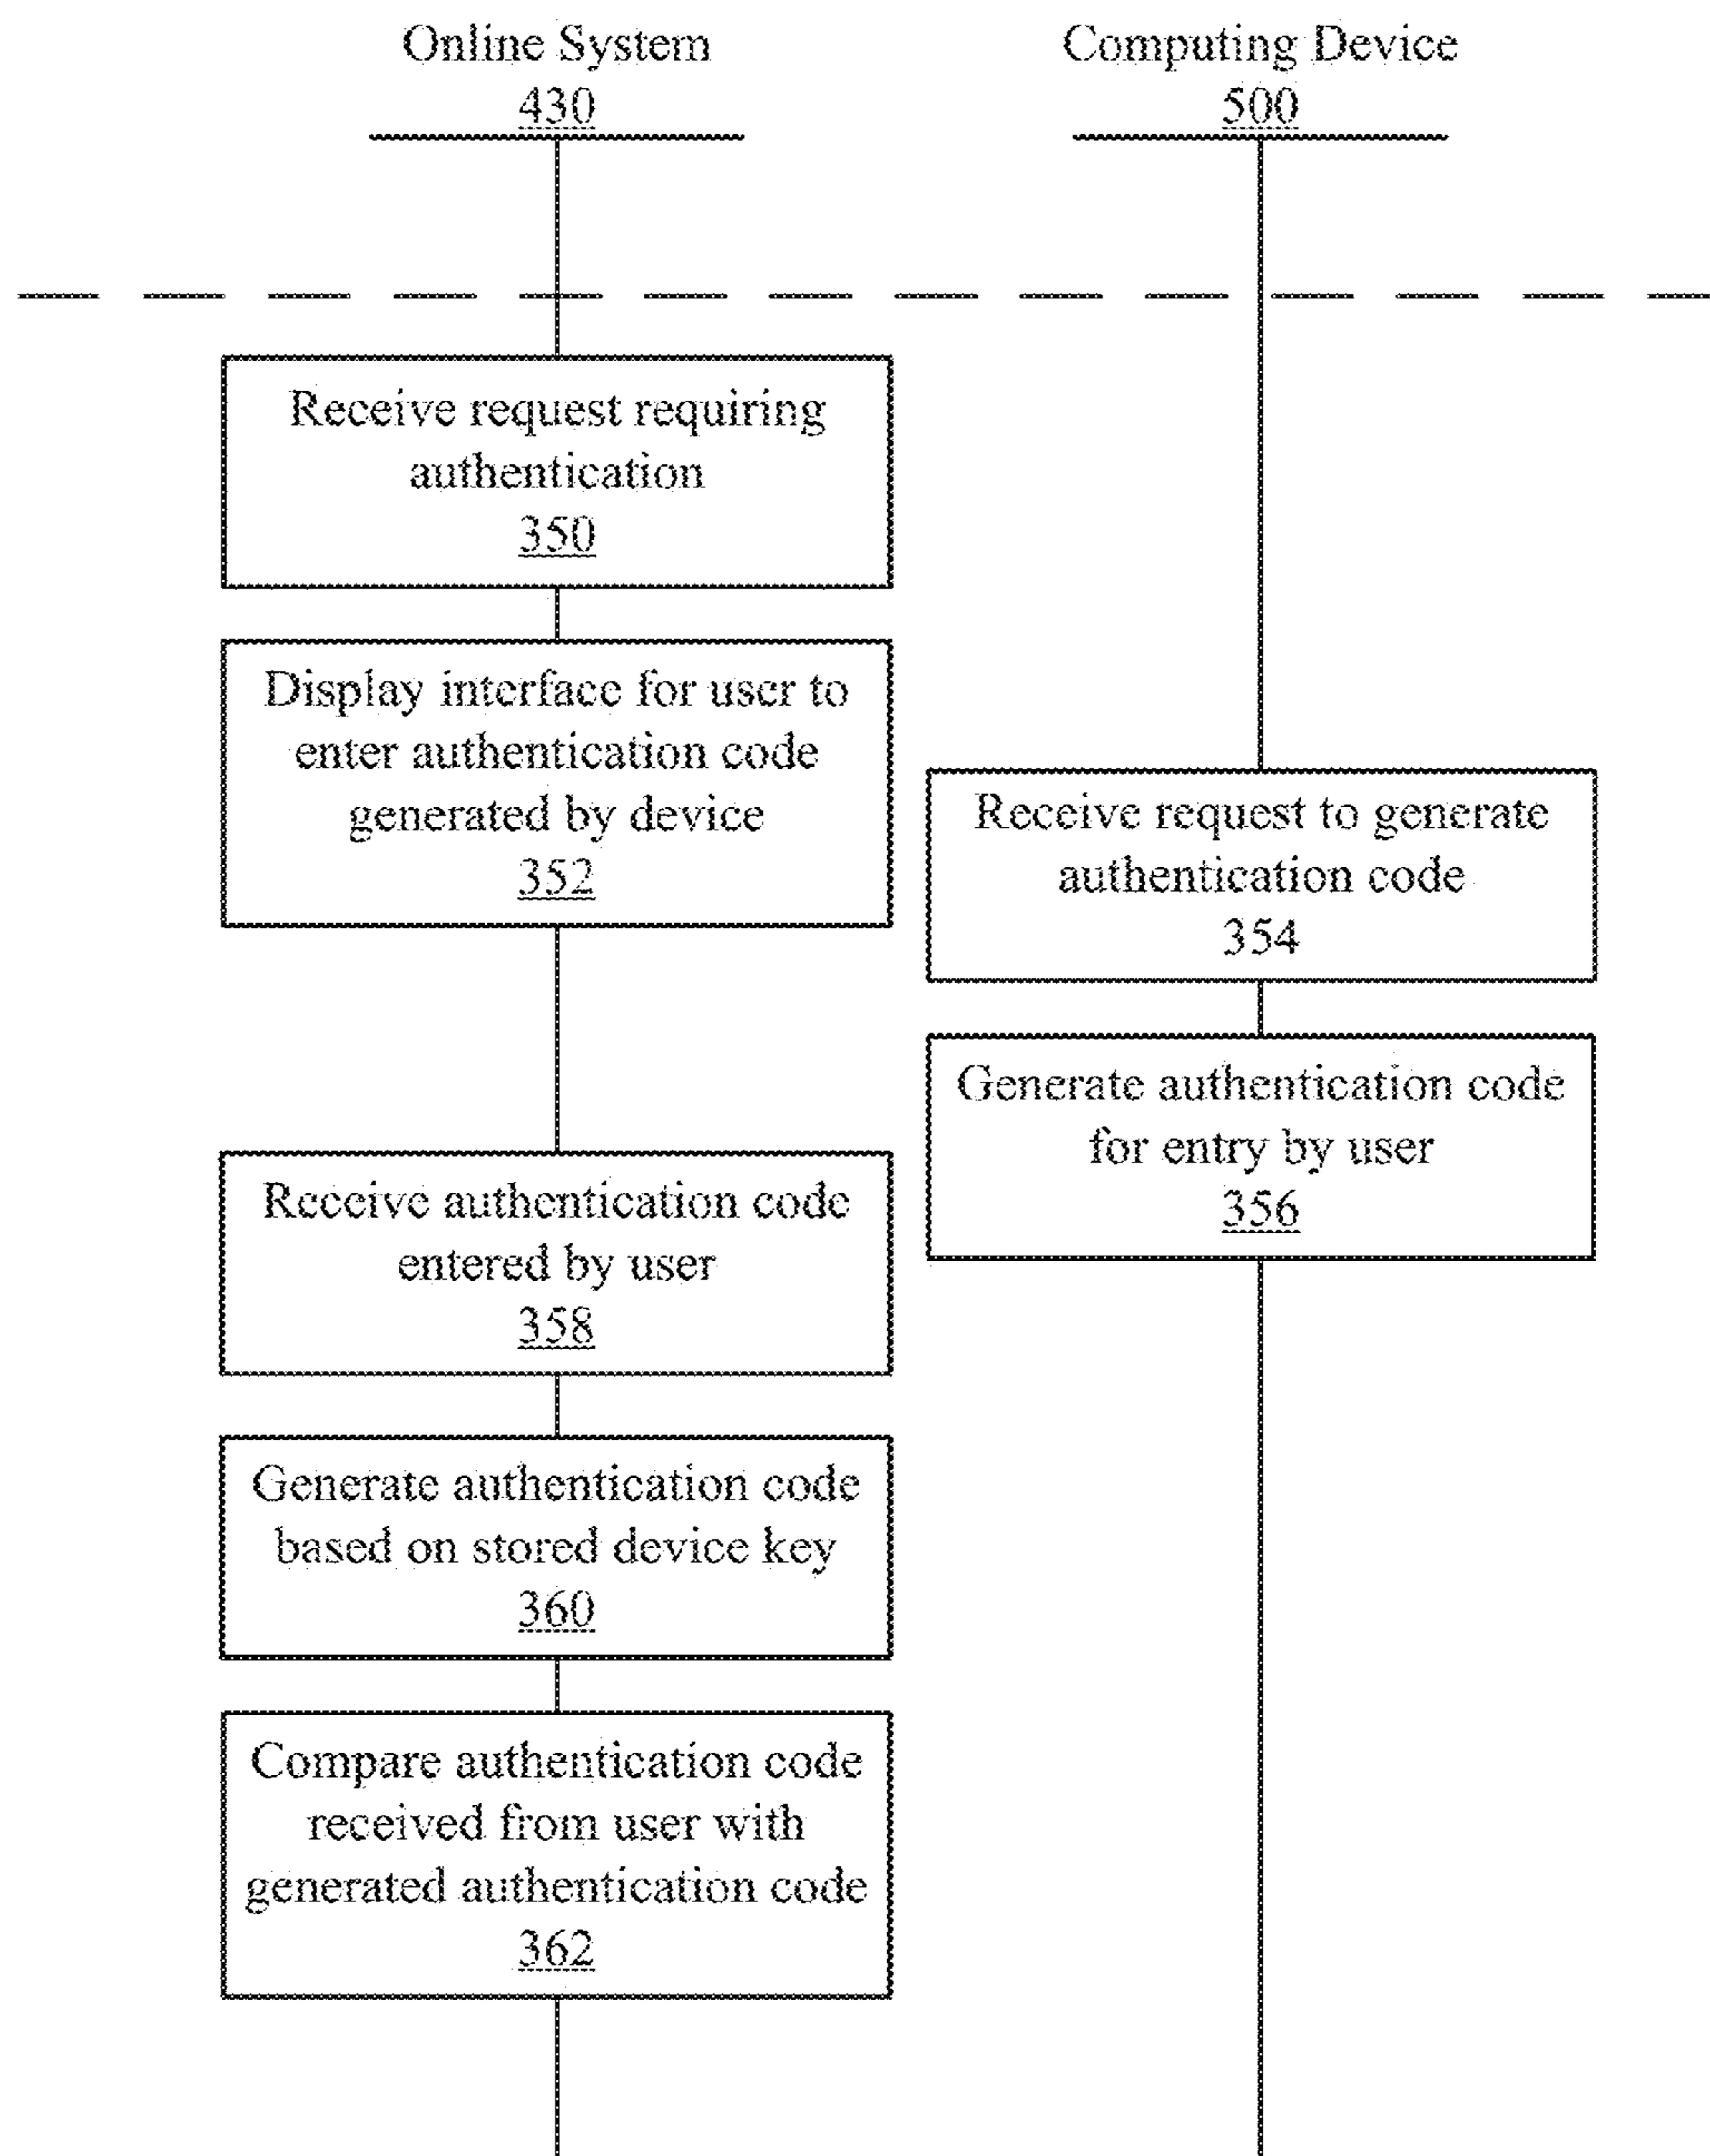 Online System
430
Computing Device
500
Receive request requiring
authentication
350
Display interface for user to
enter authentication code
generated by device
352
Receive request to generate
authentication code
354
Generate authentication code
for entry by user
356
Receive authentication code
entered by user
358
Generate authentication code
based on stored device key
360
Compare authentication code
received from user with
generated authentication code
362